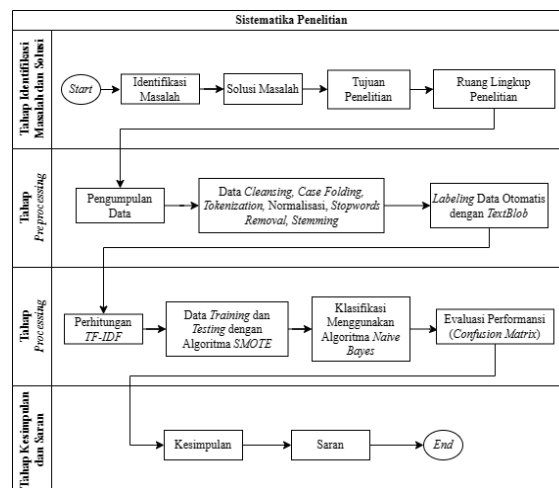 Sistematika Penelitian
Tahap Identifikasi
Masalah dan Solusi
Start
Identifikasi
Masalah
Solusi Masalah
Tujuan
Penelitian
Ruang Lingkup
Penelitian
Tahap
Preprocessing
Pengumpulan
Data
Data Cleansing, Case Folding,
Tokenization, Normalisasi, Stopwords
Removal, Stemming
Labeling Data Otomatis
dengan TextBlob
Tahap
Processing
Perhitungan
TF-IDF
Data Training dan
Testing dengan
Algoritma SMOTE
Klasifikasi
Menggunakan
Algoritma Naive
Bayes
Evaluasi Performansi
(Confusion Matrix)
Tahap Kesimpulan
dan Saran
Kesimpulan
Saran
End